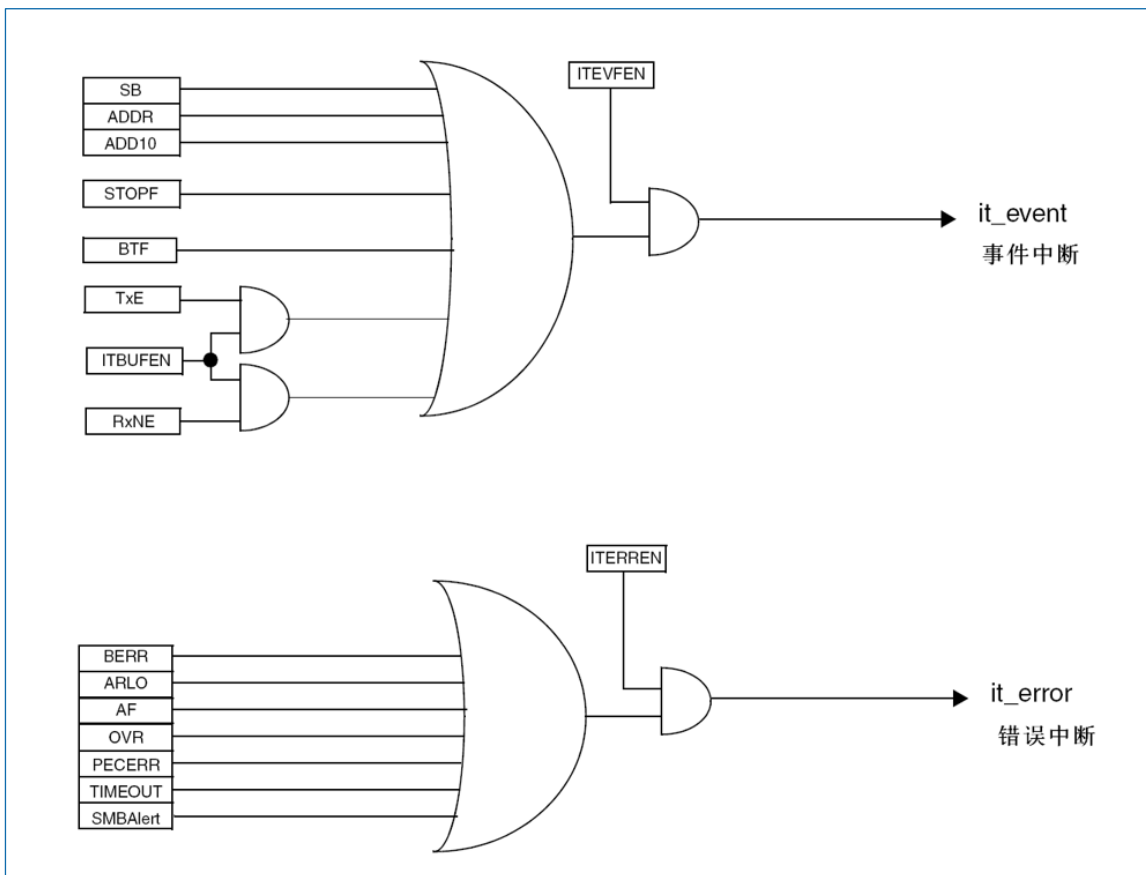 SB
ADDR
ADD10
STOPF
BTF
TxE
ITBUFEN
RxNE
ITEVFEN
it_event
事件中断
BERR
ARLO
AF
OVR
PECERR
TIMEOUT
SMBAlert
ITERREN
it_error
错误中断